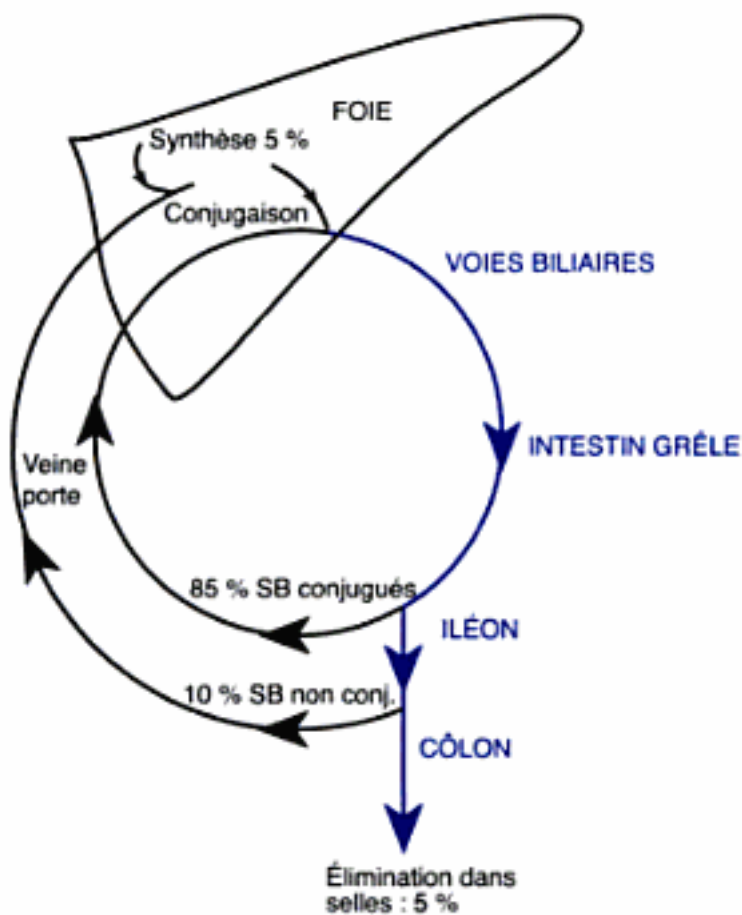 FOIE
Synthèse 5 %
Conjugaison
VOIES BILIAIRES
INTESTIN GRÊLE
Veine
porte
85 % SB conjugués
ILÉON
10 % SB non conj.
CÔLON
Élimination dans
selles : 5 %